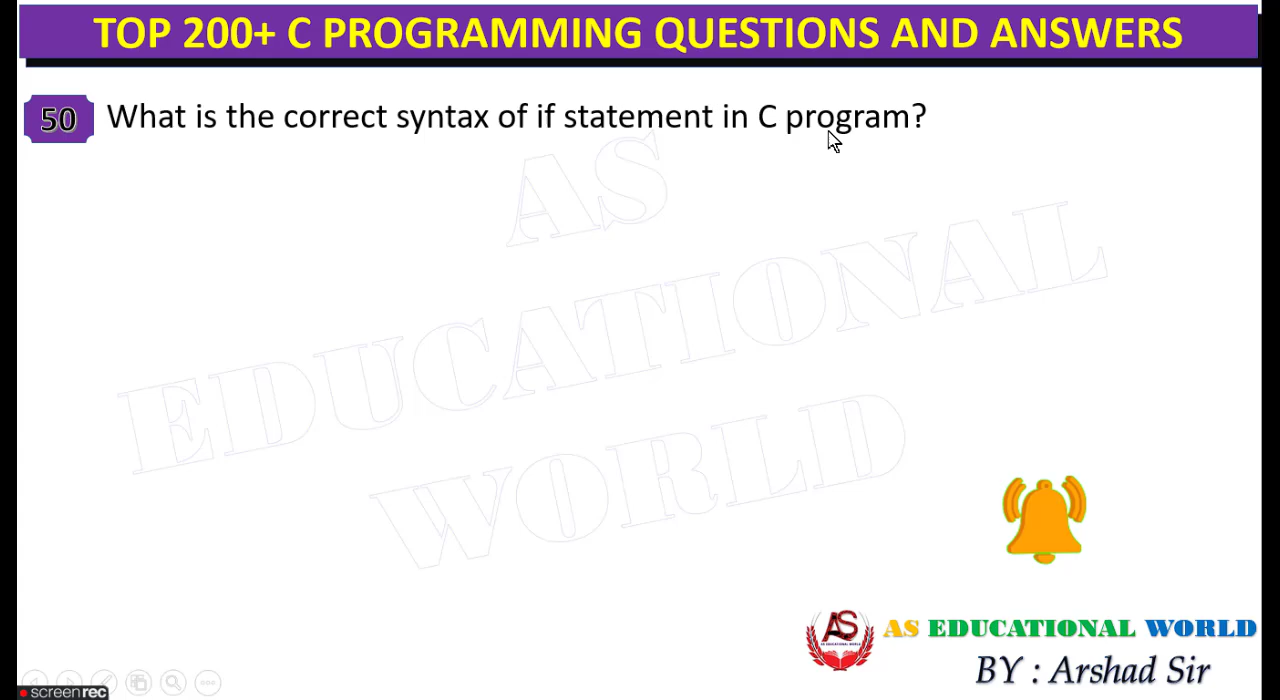 TOP 200+ C PROGRAMMING QUESTIONS AND ANSWERS
50 What is the correct syntax of if statement in C program?
AS
EDUCATIONAL
WORLD
AS
AS EDUCATIONAL WORLD
BY : Arshad Sir
screenrec